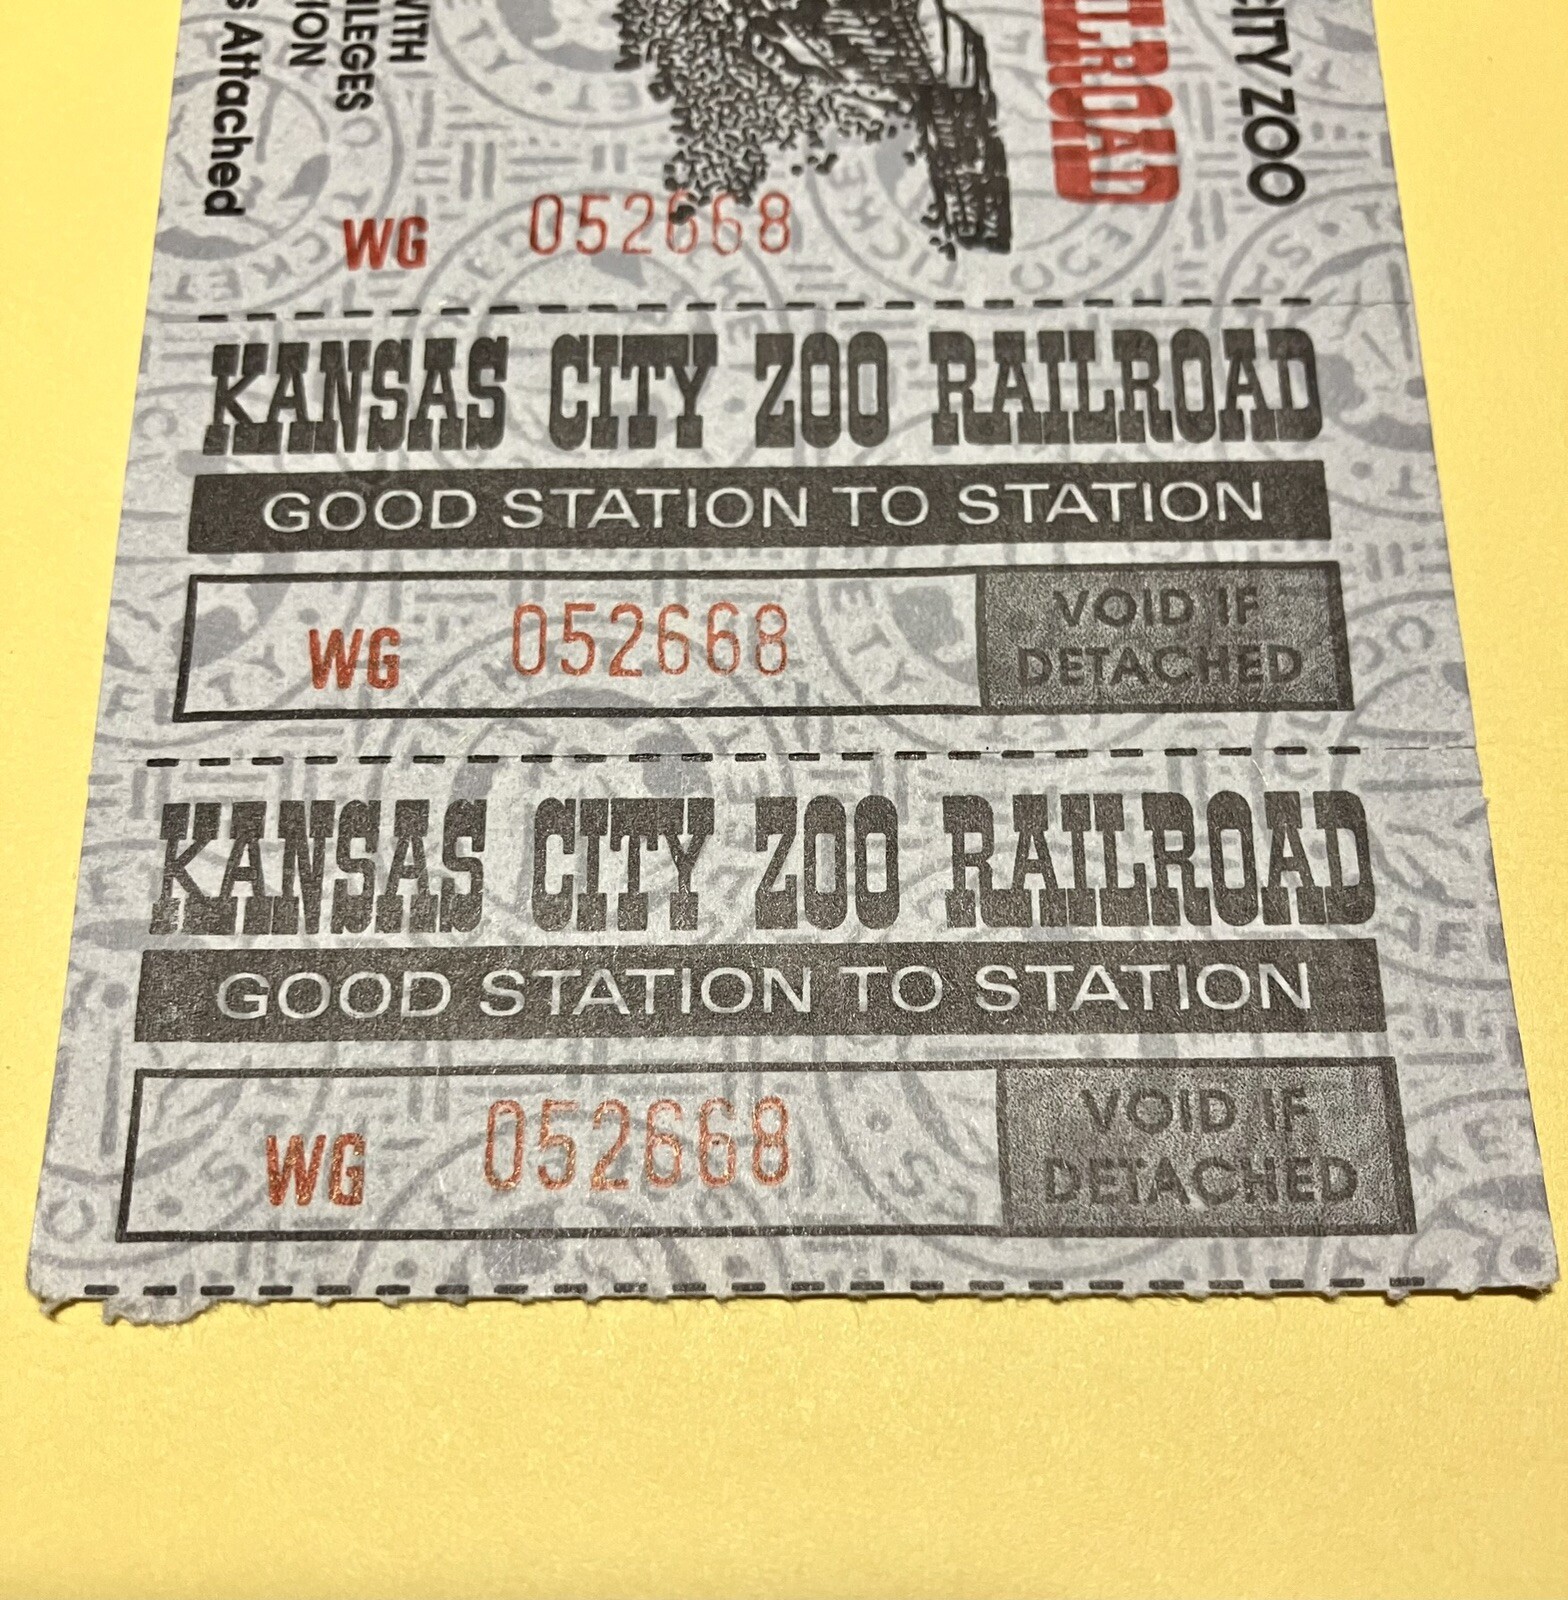 WITH
ION
s Attached
CITY ZOO
WG 052668
KANSAS CITY ZOO RAILROAD
GOOD STATION TO STATION
WG 052668
VOID IF
DETACHED
KANSAS CITY ZOO RAILROAD
GOOD STATION TO STATION
WG 052668
VOID IF
DETACHED